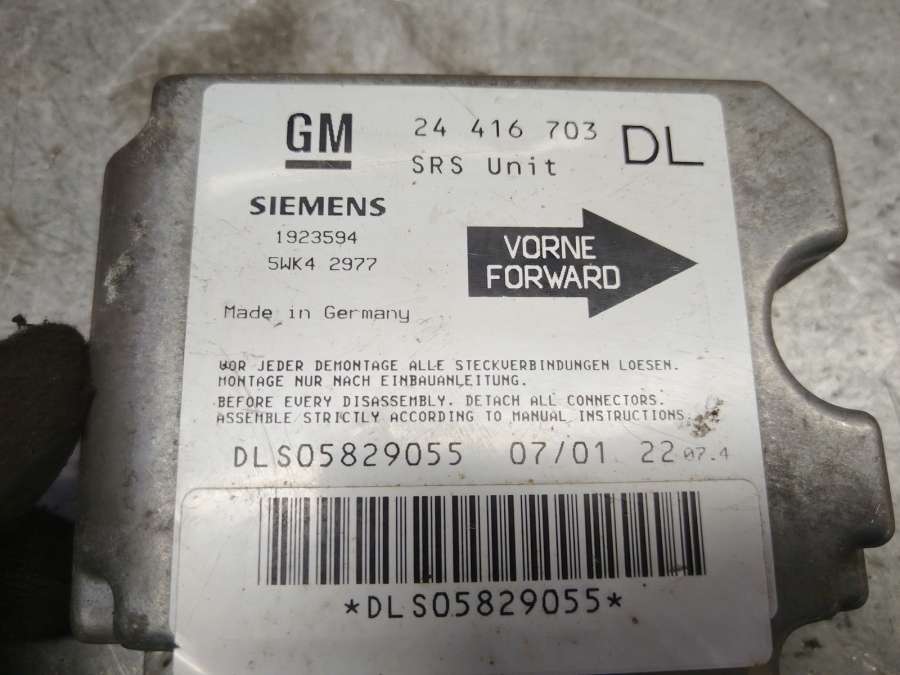 GM 24 416 703 DL
SRS Unit
SIEMENS
1923594
5WK4 2977
VORNE
FORWARD
Made in Germany
VOR JEDER DEMONTAGE ALLE STECKVERBINDUNGEN LOESEN.
MONTAGE NUR NACH EINBAUANLEITUNG.
BEFORE EVERY DISASSEMBLY. DETACH ALL CONNECTORS.
ASSEMBLE STRICTLY ACCORDING TO MANUAL INSTRUCTIONS.
DLS05829055 07/01 22 07.4
*DLS05829055*